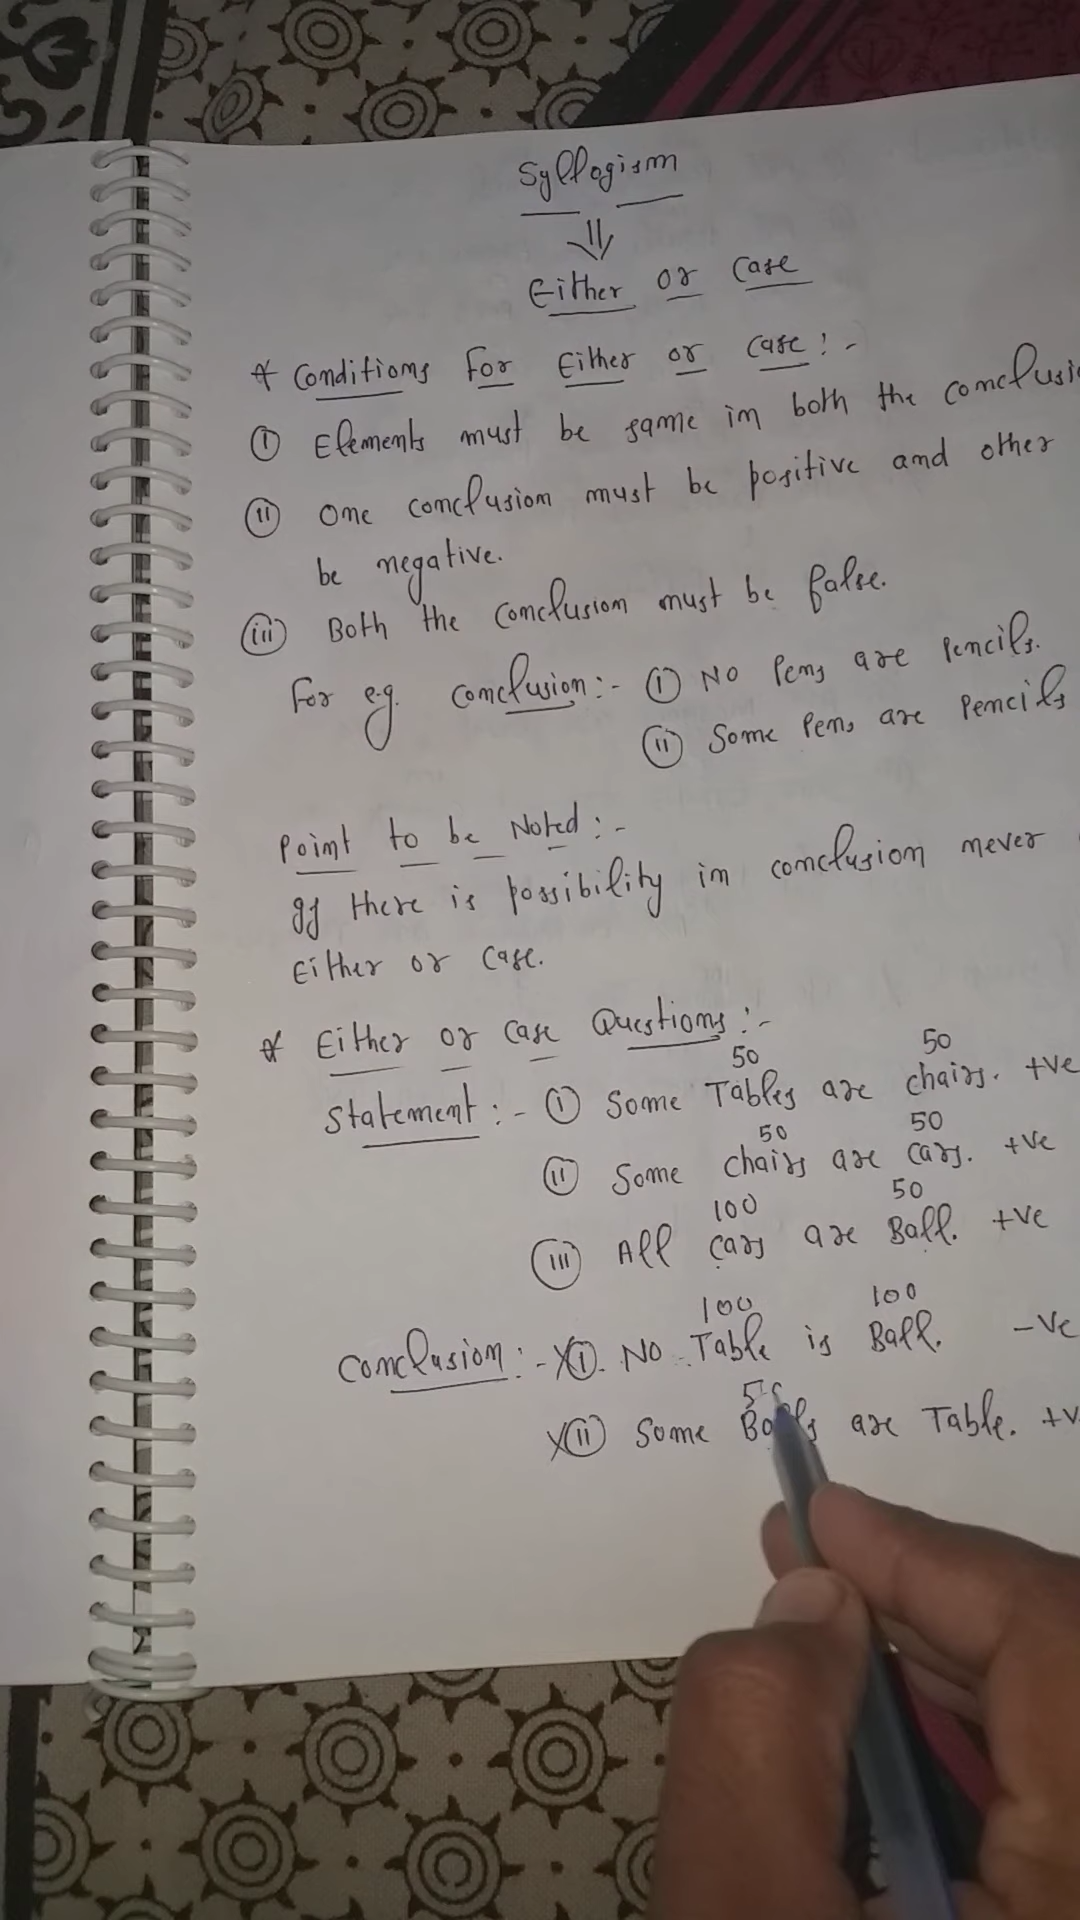 Syllogism
⇓
Either or Case
* Conditions For Either or Case:-
(i) Elements must be same in both the
(ii) One conclusion must be positive and other
be negative.
(iii) Both the Conclusion must be false.
For eg. Conclusion:- (i) NO Pens are Pencils.
(ii) Some Pens are Pencils
Point to be Noted:-
If there is possibility in conclusion never
Either or Case.
* Either or Case Questions:-
50 50
Statement:- (i) Some Tables are chairs. +ve
50 50
(ii) Some chairs are cars. +ve
100 50
(iii) All cars are Ball. +ve
100 100
Conclusion:- X(i). NO Table is Ball. -ve
X(ii) Some are Table.